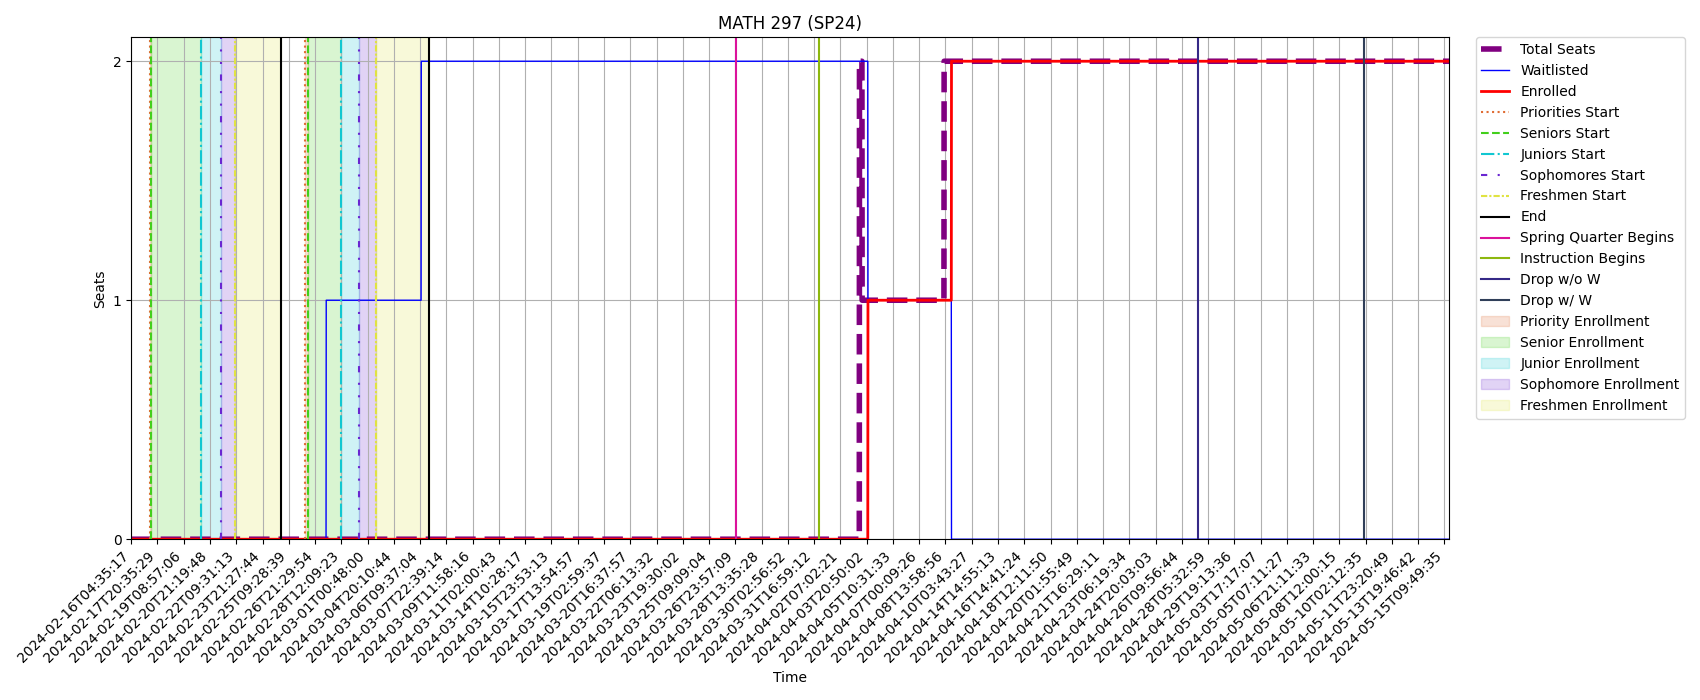 MATH 297 (SP24)
Seats
2
1
0
2024-02-16T04:35:17
2024-02-17T20:35:29
2024-02-19T08:57:06
2024-02-20T21:19:48
2024-02-22T09:31:13
2024-02-23T21:27:44
2024-02-25T09:28:39
2024-02-26T21:29:54
2024-02-28T12:09:23
2024-03-01T00:48:00
2024-03-04T20:10:44
2024-03-06T09:37:04
2024-03-07T22:39:14
2024-03-09T11:58:16
2024-03-11T02:00:43
2024-03-14T10:28:17
2024-03-15T23:53:13
2024-03-17T13:54:57
2024-03-19T02:59:37
2024-03-20T16:37:57
2024-03-22T06:13:32
2024-03-23T19:30:02
2024-03-25T09:09:04
2024-03-26T23:57:09
2024-03-28T13:35:28
2024-03-30T02:56:52
2024-03-31T16:59:12
2024-04-02T07:02:21
2024-04-03T20:50:02
2024-04-05T10:31:33
2024-04-07T00:09:26
2024-04-08T13:58:56
2024-04-10T03:43:27
2024-04-14T14:55:13
2024-04-16T14:41:24
2024-04-18T12:11:50
2024-04-20T01:55:49
2024-04-21T16:29:11
2024-04-23T06:19:34
2024-04-24T20:03:03
2024-04-26T09:56:44
2024-04-28T05:32:59
2024-04-29T19:13:36
2024-05-03T17:17:07
2024-05-05T07:11:27
2024-05-06T21:11:33
2024-05-08T12:00:15
2024-05-10T02:12:35
2024-05-11T23:20:49
2024-05-13T19:46:42
2024-05-15T09:49:35
Time
Total Seats
Waitlisted
Enrolled
Priorities Start
Seniors Start
Juniors Start
Sophomores Start
Freshmen Start
End
Spring Quarter Begins
Instruction Begins
Drop w/o W
Drop w/ W
Priority Enrollment
Senior Enrollment
Junior Enrollment
Sophomore Enrollment
Freshmen Enrollment